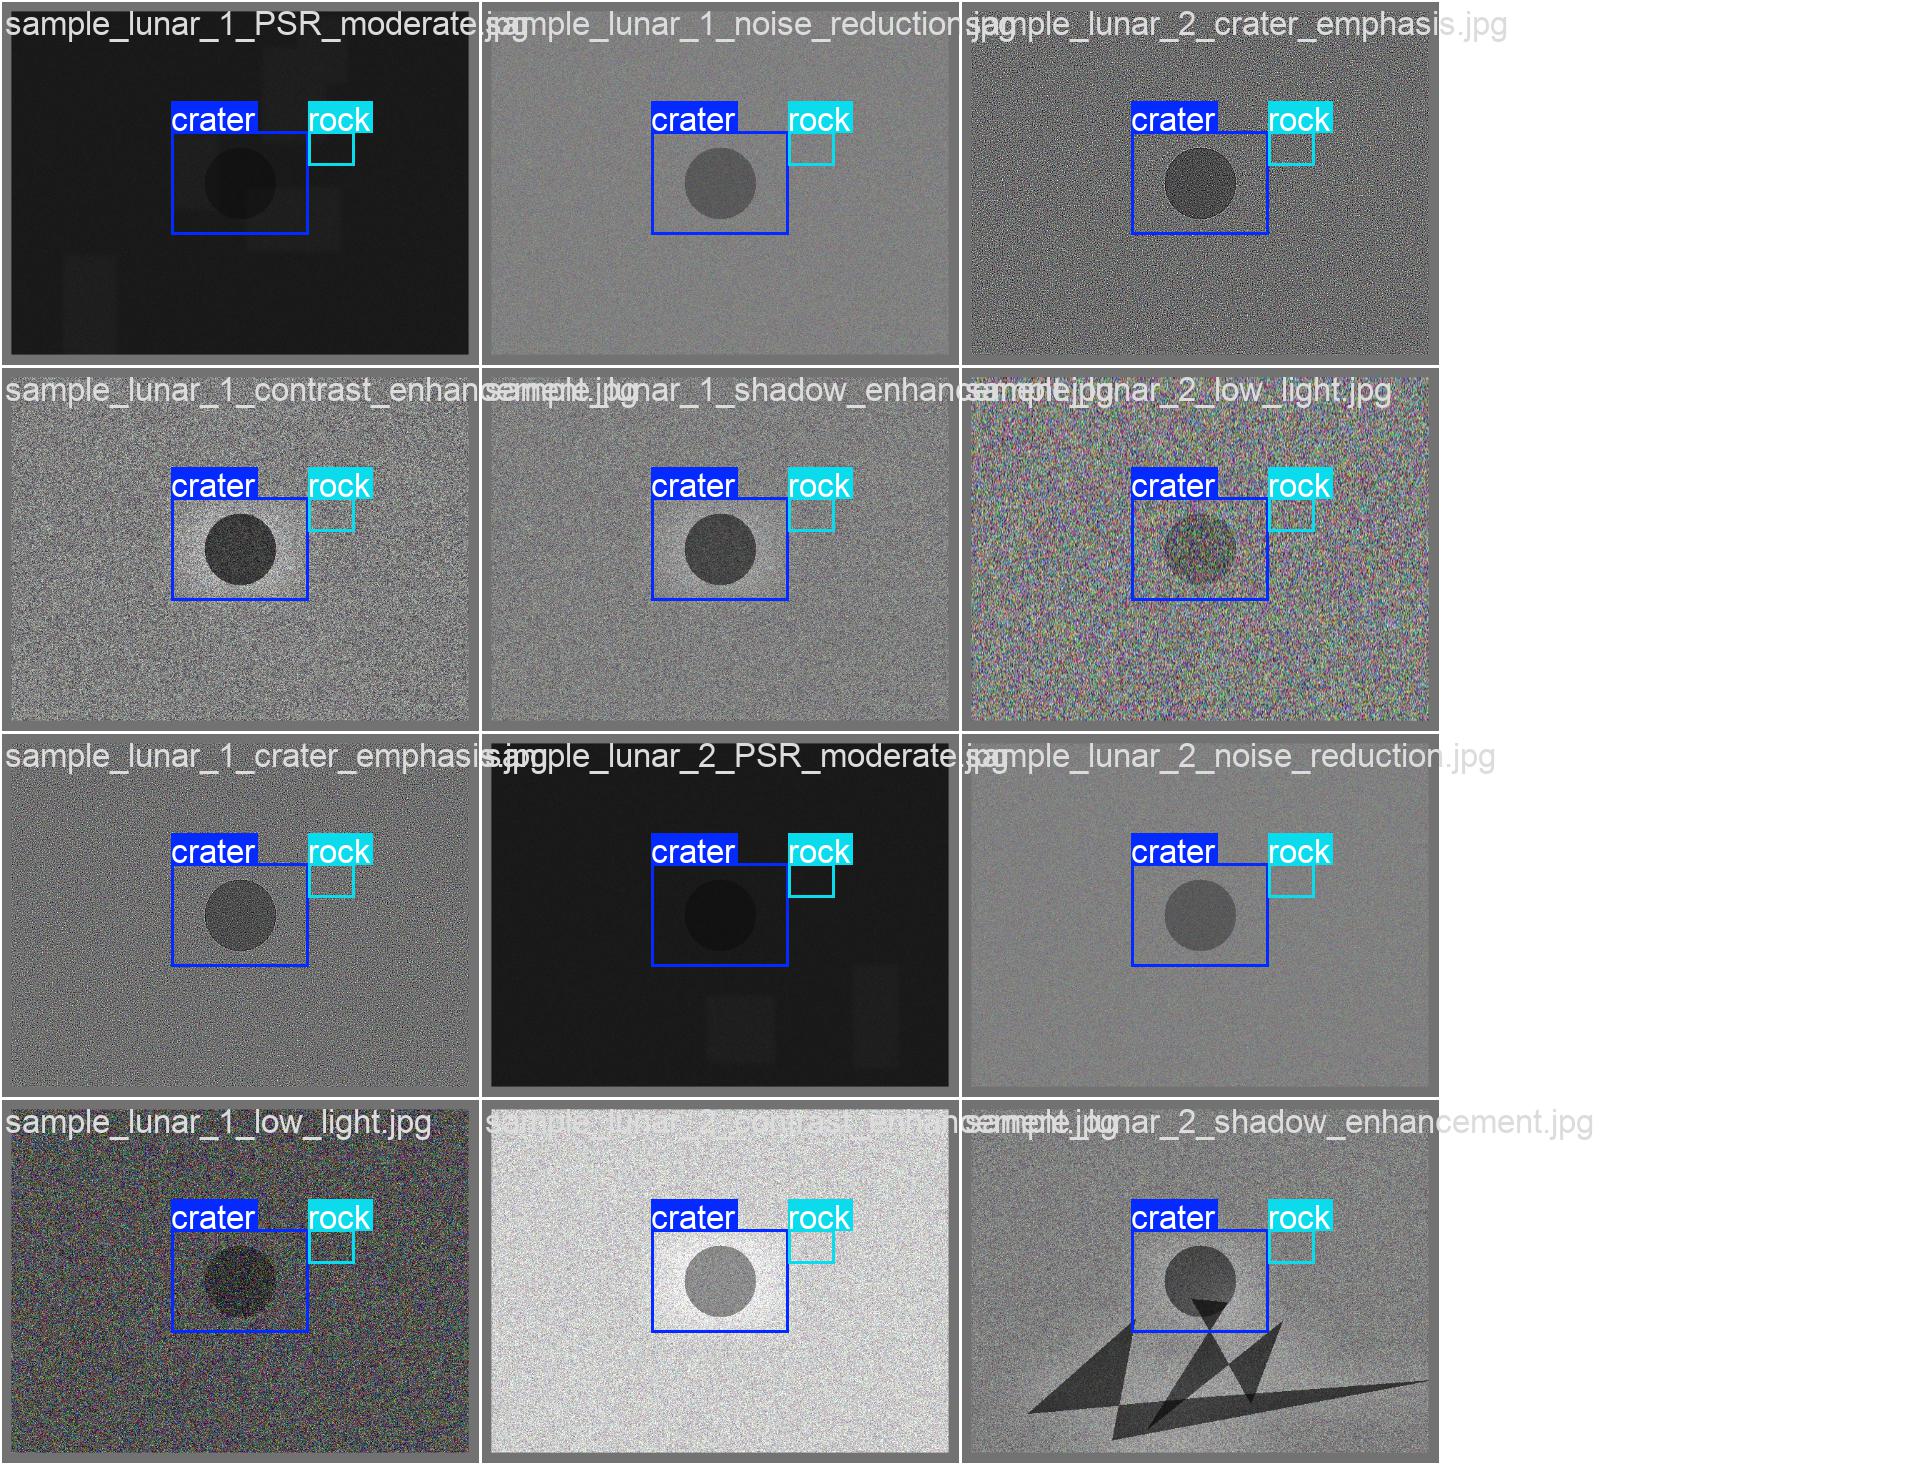 sample_lunar_1_PSR_moderate.jpg
sample_lunar_1_noise_reduction.jpg
sample_lunar_2_crater_emphasis.jpg
crater rock
crater rock
crater rock
sample_lunar_1_contrast_enhancement.jpg
sample_lunar_1_shadow_enhancement.jpg
sample_lunar_2_low_light.jpg
crater rock
crater rock
crater rock
sample_lunar_1_crater_emphasis.jpg
sample_lunar_2_PSR_moderate.jpg
sample_lunar_2_noise_reduction.jpg
crater rock
crater rock
crater rock
sample_lunar_1_low_light.jpg
sample_lunar_2_contrast_enhancement.jpg
sample_lunar_2_shadow_enhancement.jpg
crater rock
crater rock
crater rock